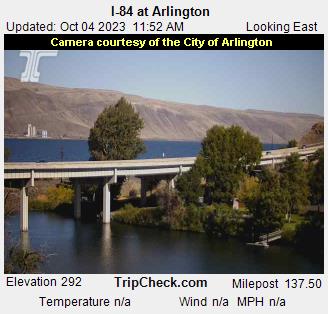 I-84 at Arlington
Updated: Oct 04 2023 11:52 AM Looking East
Camera courtesy of the City of Arlington
Elevation 292 TripCheck.com Milepost 137.50
Temperature n/a Wind n/a MPH n/a